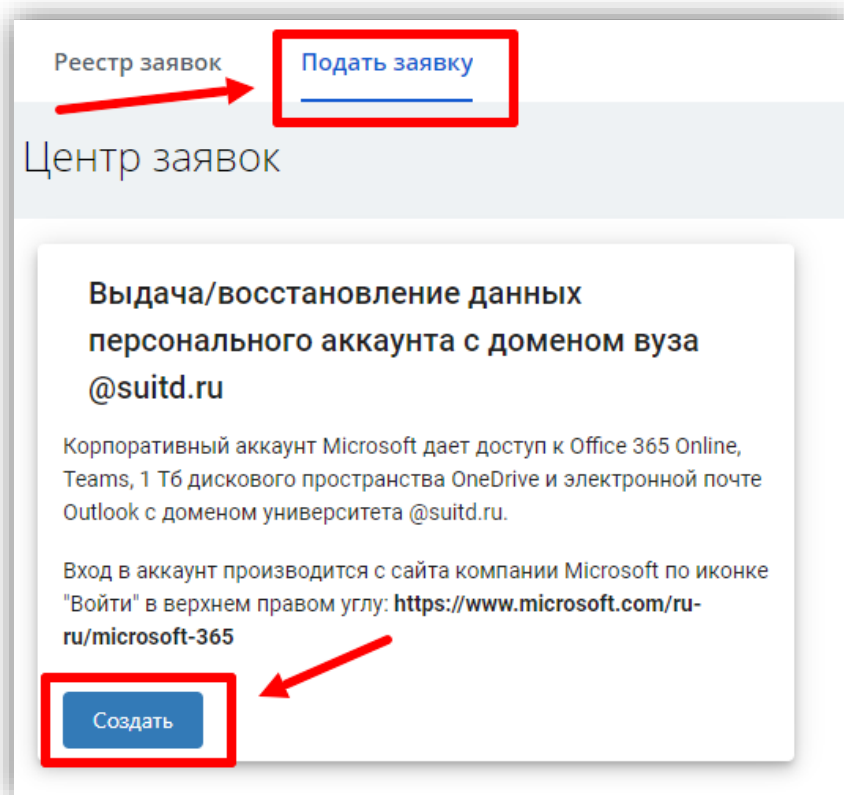 Реестр заявок
Подать заявку
Центр заявок
Выдача/восстановление данных
персонального аккаунта с доменом вуза
@suitd.ru
Корпоративный аккаунт Microsoft дает доступ к Office 365 Online,
Teams, 1 Тб дискового пространства OneDrive и электронной почте
Outlook с доменом университета @suitd.ru.
Вход в аккаунт производится с сайта компании Microsoft по иконке
"Войти" в верхнем правом углу: https://www.microsoft.com/ru-
ru/microsoft-365
Создать